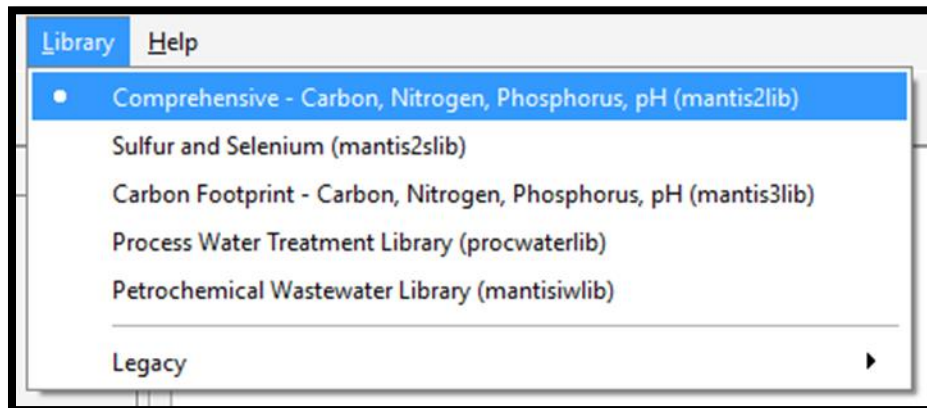 Library Help
Comprehensive - Carbon, Nitrogen, Phosphorus, pH (mantis2lib)
Sulfur and Selenium (mantis2slib)
Carbon Footprint - Carbon, Nitrogen, Phosphorus, pH (mantis3lib)
Process Water Treatment Library (procwaterlib)
Petrochemical Wastewater Library (mantisiwlib)
Legacy